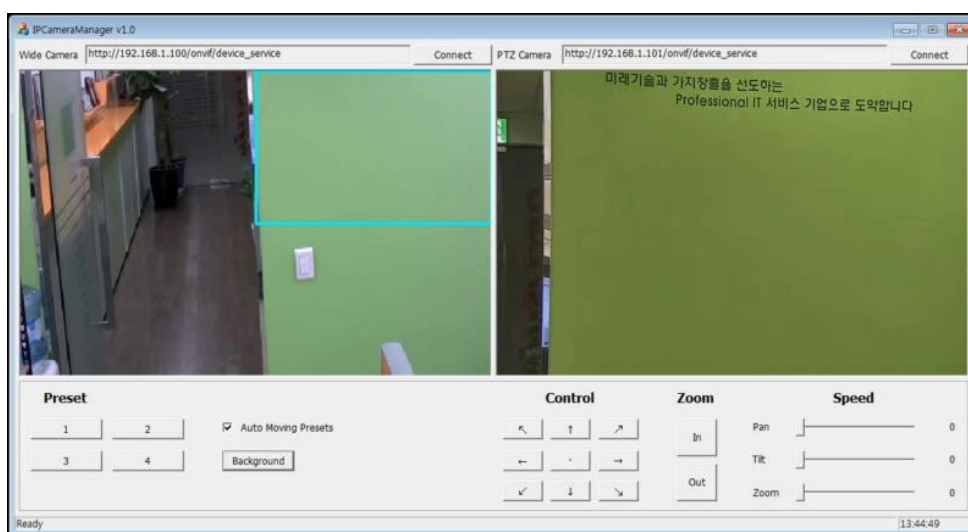 IPCameraManager v1.0
Wide Camera http://192.168.1.100/onvif/device_service Connect PTZ Camera http://192.168.1.101/onvif/device_service Connect
미래기술과 가치창출을 선도하는
Professional IT 서비스 기업으로 도약합니다
Preset Control Zoom Speed
1 2 Auto Moving Presets ↖ ↑ ↗ In Pan 0
3 4 Background ← · → Tilt 0
↙ ↓ ↘ Out Zoom 0
Ready 13:44:49